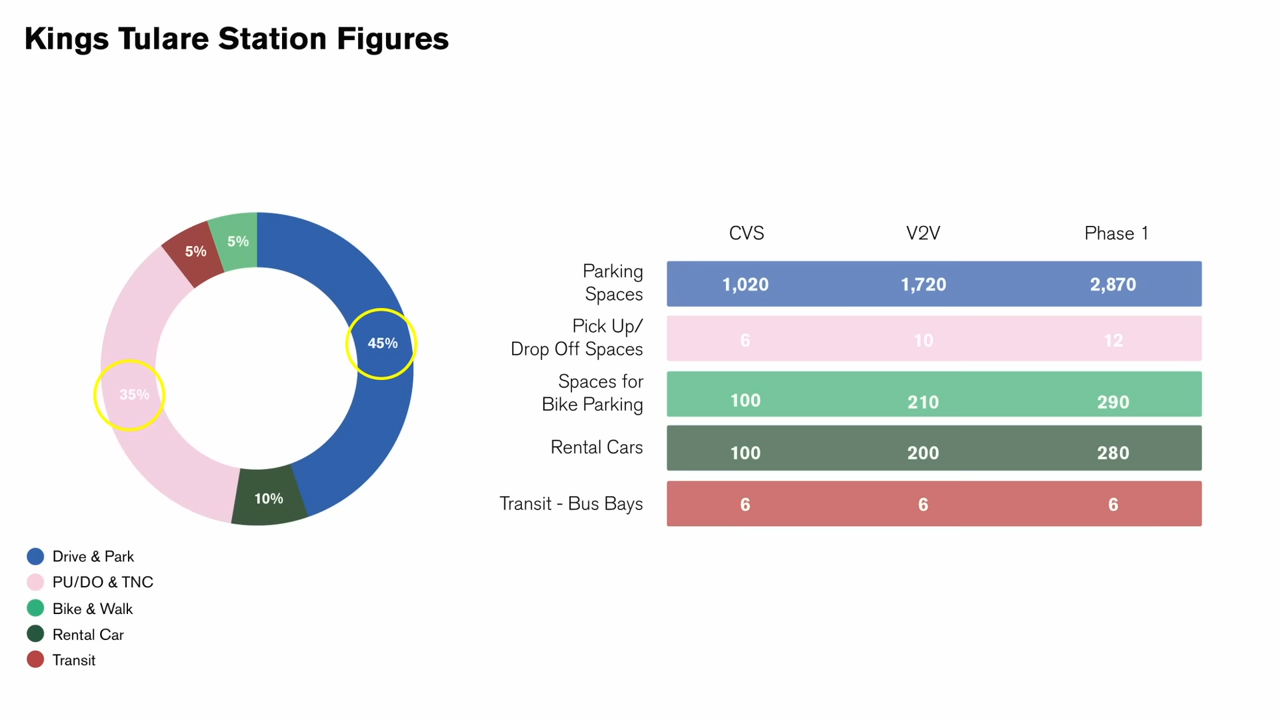 Kings Tulare Station Figures
5%
5%
45%
35%
10%
Drive & Park
PU/DO & TNC
Bike & Walk
Rental Car
Transit
CVS V2V Phase 1
Parking
Spaces
1,020 1,720 2,870
Pick Up/
Drop Off Spaces
6 10 12
Spaces for
Bike Parking
100 210 290
Rental Cars
100 200 280
Transit - Bus Bays
6 6 6